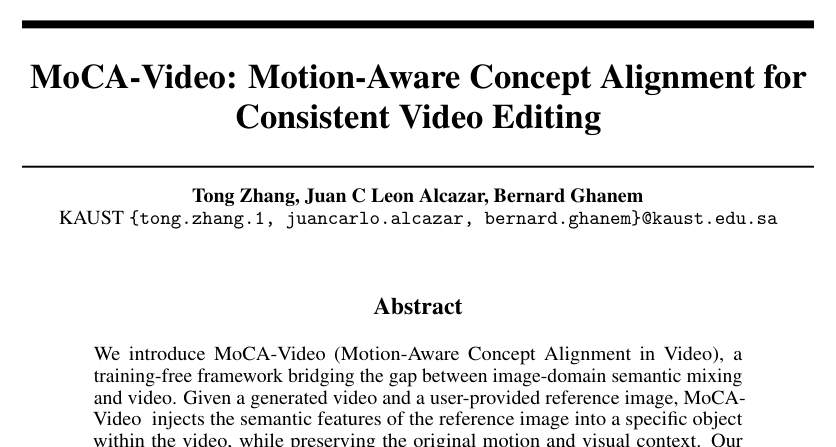 MoCA-Video: Motion-Aware Concept Alignment for
Consistent Video Editing
Tong Zhang, Juan C Leon Alcazar, Bernard Ghanem
KAUST {tong.zhang.1, juancarlo.alcazar, bernard.ghanem}@kaust.edu.sa
Abstract
We introduce MoCA-Video (Motion-Aware Concept Alignment in Video), a
training-free framework bridging the gap between image-domain semantic mixing
and video. Given a generated video and a user-provided reference image, MoCA-
Video injects the semantic features of the reference image into a specific object
within the video, while preserving the original motion and visual context. Our